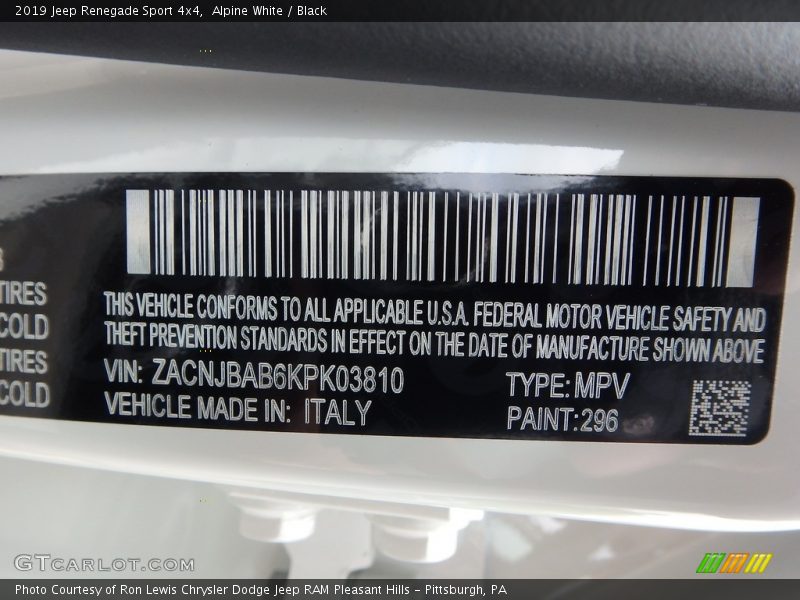 2019 Jeep Renegade Sport 4x4,  Alpine White / Black
TIRES
COLD
TIRES
COLD
THIS VEHICLE CONFORMS TO ALL APPLICABLE U.S.A. FEDERAL MOTOR VEHICLE SAFETY AND
THEFT PREVENTION STANDARDS IN EFFECT ON THE DATE OF MANUFACTURE SHOWN ABOVE
VIN: ZACNJBAB6KPK03810
TYPE: MPV
VEHICLE MADE IN: ITALY
PAINT:296
GTCARLOT.COM
Photo Courtesy of Ron Lewis Chrysler Dodge Jeep RAM Pleasant Hills - Pittsburgh, PA